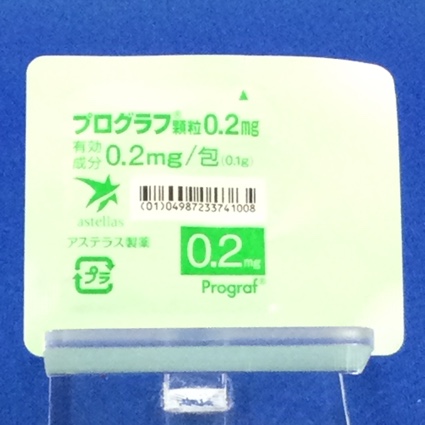 プログラフ®顆粒0.2mg
有効成分 0.2mg/包(0.1g)
(01)04987233741008
astellas
アステラス製薬
プラ
0.2mg
Prograf®